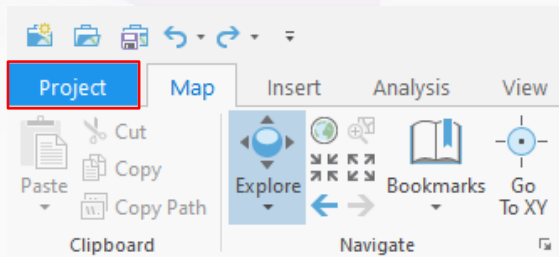 Project Map Insert Analysis View
Cut
Copy
Paste
Copy Path
Clipboard
Explore
Bookmarks
Go
To XY
Navigate